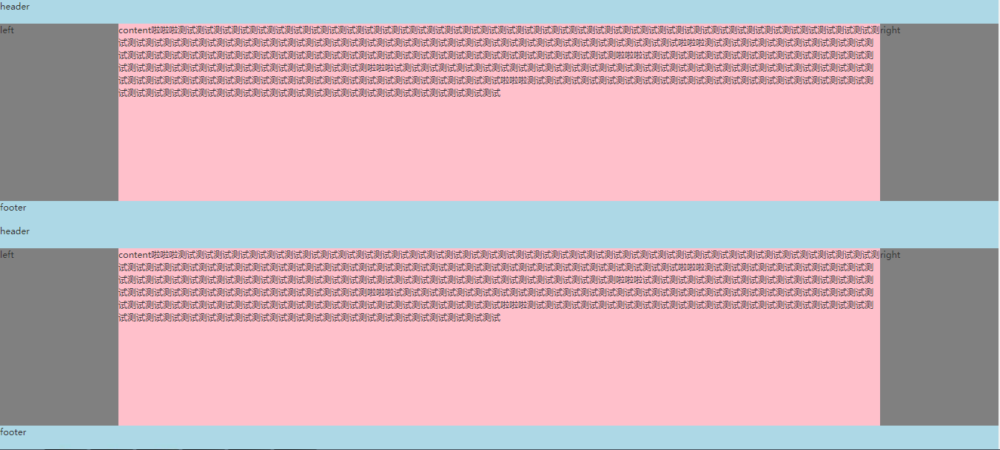 header
left
content啦啦啦测试测试测试测试测试测试测试测试测试测试测试测试测试测试测试测试测试测试测试测试测试测试测试测试测试测试测试测试测试测试测试测试测试测试测试测试测试测试测试测
试测试测试测试测试测试测试测试测试测试测试测试测试测试测试测试测试测试测试测试测试测试测试测试测试测试测试测试测试测试测试测试啦啦啦测试测试测试测试测试测试测试测试测试测
试测试测试测试测试测试测试测试测试测试测试测试测试测试测试测试测试测试测试测试测试测试测试测试测试测试测试测试测啦啦啦试测试测试测试测试测试测试测试测试测试测试测试测试测
试测试测试测试测试测试测试测试测试测试测试测试测试测啦啦啦试测试测试测试测试测试测试测试测试测试测试测试测试测试测试测试测试测试测试测试测试测试测试测试测试测试测试测
试测试测试测试测试测试测试测试测试测试测试测试测试测试测试测试测试测试测试测试测试测试啦啦啦测试测试测试测试测试测试测试测试测试测试测试测试测试测试测试测试测试测试测试测
试测试测试测试测试测试测试测试测试测试测试测试测试测试测试测试测试测试测试测试测试测试
right
footer
header
left
content啦啦啦测试测试测试测试测试测试测试测试测试测试测试测试测试测试测试测试测试测试测试测试测试测试测试测试测试测试测试测试测试测试测试测试测试测试测试测试测试测试测试测
试测试测试测试测试测试测试测试测试测试测试测试测试测试测试测试测试测试测试测试测试测试测试测试测试测试测试测试测试测试测试测试啦啦啦测试测试测试测试测试测试测试测试测试测
试测试测试测试测试测试测试测试测试测试测试测试测试测试测试测试测试测试测试测试测试测试测试测试测试测试测试测试测啦啦啦试测试测试测试测试测试测试测试测试测试测试测试测试测
试测试测试测试测试测试测试测试测试测试测试测试测试测啦啦啦试测试测试测试测试测试测试测试测试测试测试测试测试测试测试测试测试测试测试测试测试测试测试测试测试测试测试测
试测试测试测试测试测试测试测试测试测试测试测试测试测试测试测试测试测试测试测试测试测试啦啦啦测试测试测试测试测试测试测试测试测试测试测试测试测试测试测试测试测试测试测试测
试测试测试测试测试测试测试测试测试测试测试测试测试测试测试测试测试测试测试测试测试测试
right
footer